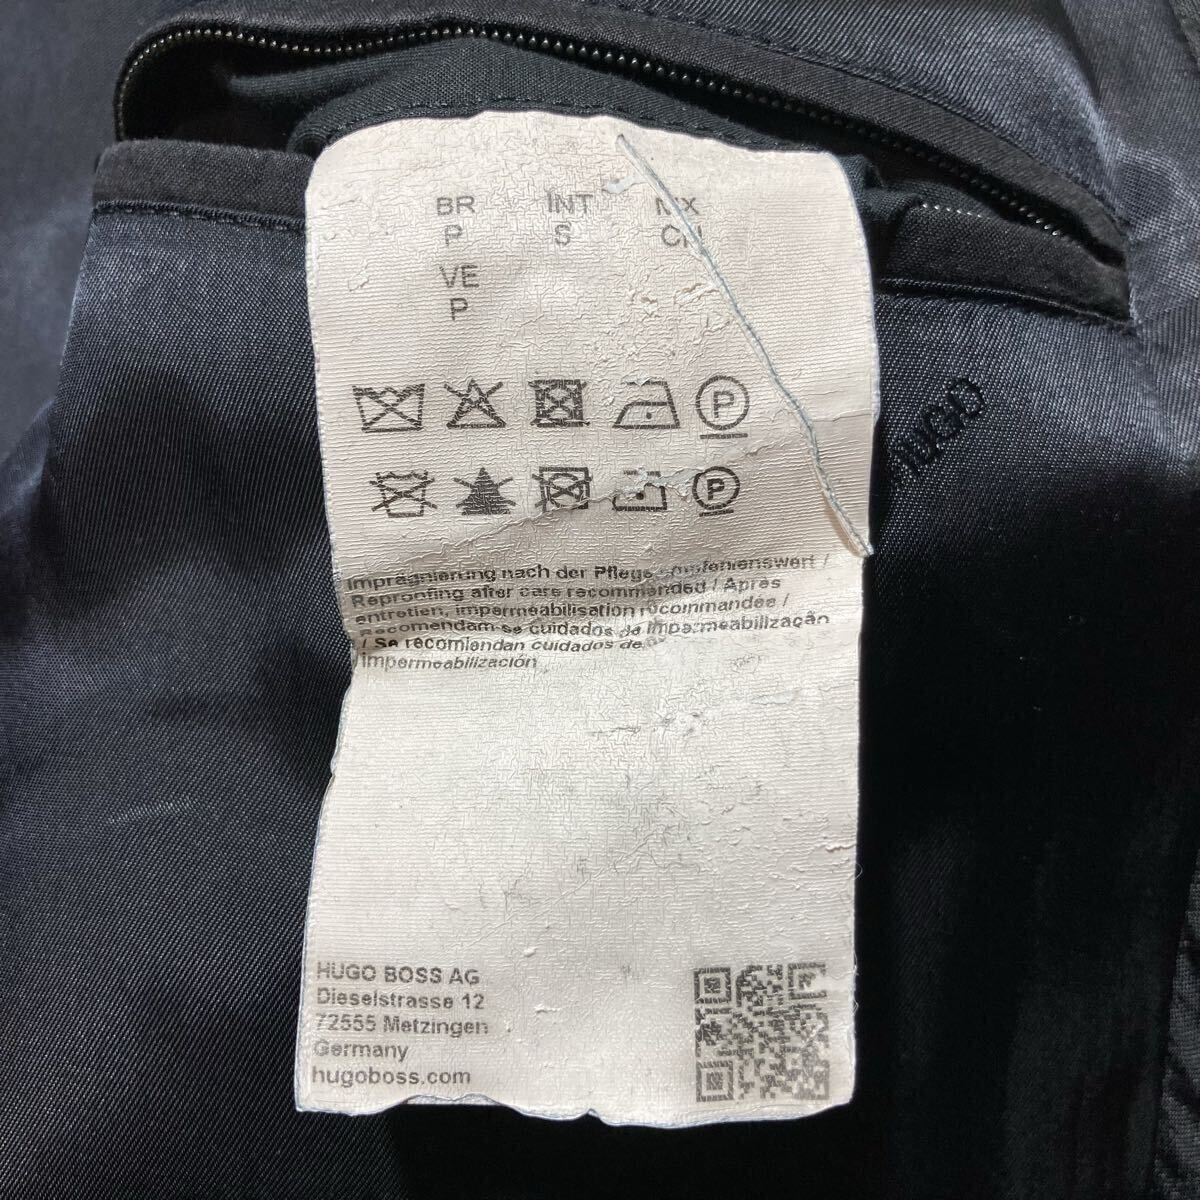 BR INT MX
P S CH
VE
P
P
P
Imprägnierung nach der Pflege empfehlenswert /
Reproofing after care recommended / Après
entretien, imperméabilisation recommandée /
Recomendam-se cuidados de impermeabilização
/ Se recomiendan cuidados de
impermeabilización
HUGO BOSS AG
Dieselstrasse 12
72555 Metzingen
Germany
hugoboss.com
HUGO